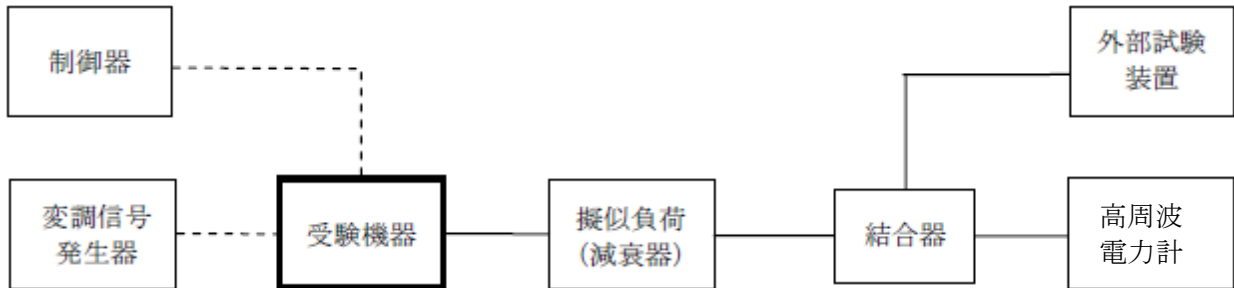 制御器
外部試験
装置
変調信号
発生器
受験機器
擬似負荷
(減衰器)
結合器
高周波
電力計